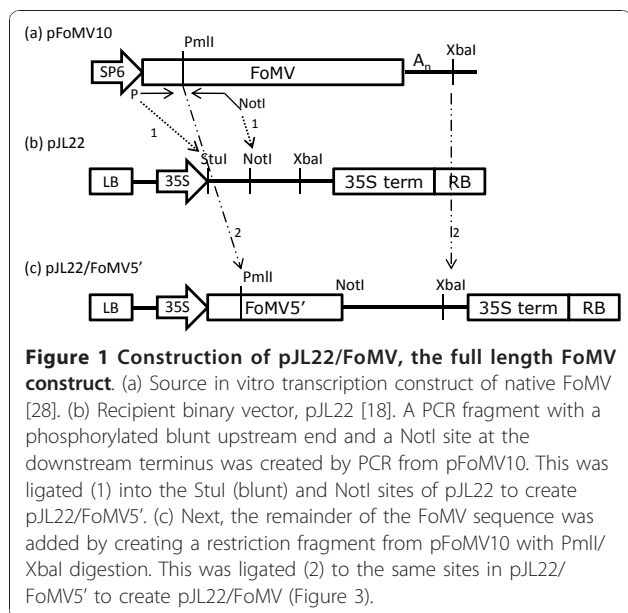 (a) pFoMV10
PmlI
XbaI
SP6
FoMV
An
P
NotI
1
1
(b) pJL22
StuI
NotI
XbaI
LB
35S
35S term
RB
2
2
(c) pJL22/FoMV5’
PmlI
NotI
XbaI
LB
35S
FoMV5’
35S term
RB
Figure 1 Construction of pJL22/FoMV, the full length FoMV
construct. (a) Source in vitro transcription construct of native FoMV
[28]. (b) Recipient binary vector, pJL22 [18]. A PCR fragment with a
phosphorylated blunt upstream end and a NotI site at the
downstream terminus was created by PCR from pFoMV10. This was
ligated (1) into the StuI (blunt) and NotI sites of pJL22 to create
pJL22/FoMV5’. (c) Next, the remainder of the FoMV sequence was
added by creating a restriction fragment from pFoMV10 with PmlI/
XbaI digestion. This was ligated (2) to the same sites in pJL22/
FoMV5’ to create pJL22/FoMV (Figure 3).